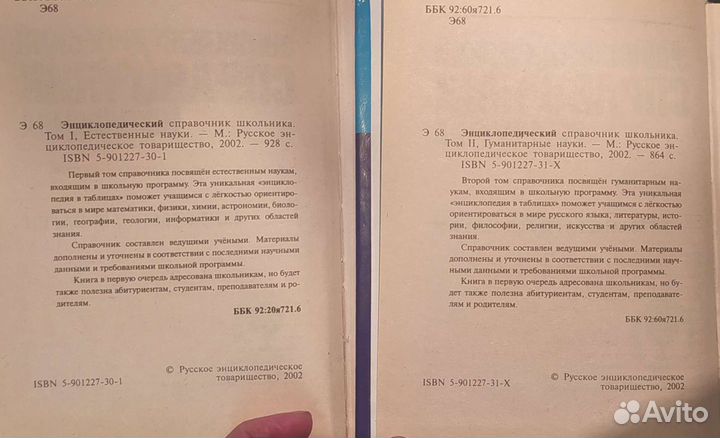 Э68
Э 68 Энциклопедический справочник школьника.
Том I, Естественные науки. — М.: Русское эн-
циклопедическое товарищество, 2002. — 928 с.
ISBN 5-901227-30-1
Первый том справочника посвящён естественным наукам,
входящим в школьную программу. Эта уникальная «энцикло-
педия в таблицах» поможет учащимся с лёгкостью ориентиро-
ваться в мире математики, физики, химии, астрономии, биоло-
гии, географии, геологии, информатики и других областей
знания.
Справочник составлен ведущими учёными. Материалы
дополнены и уточнены в соответствии с последними научными
данными и требованиями школьной программы.
Книга в первую очередь адресована школьникам, но будет
также полезна абитуриентам, студентам, преподавателям и ро-
дителям.
ББК 92:20я721.6
© Русское энциклопедическое
товарищество, 2002
ISBN 5-901227-30-1
ББК 92:60я721.6
Э68
Э 68 Энциклопедический справочник школьника.
Том II, Гуманитарные науки. — М.: Русское эн-
циклопедическое товарищество, 2002. — 864 с.
ISBN 5-901227-31-X
Второй том справочника посвящён гуманитарным на-
укам, входящим в школьную программу. Эта уникальная
«энциклопедия в таблицах» поможет учащимся с лёгкостью
ориентироваться в мире русского языка, литературы, исто-
рии, философии, религии, искусства и других областей
знания.
Справочник составлен ведущими учёными. Материалы
дополнены и уточнены в соответствии с последними науч-
ными данными и требованиями школьной программы.
Книга в первую очередь адресована школьникам, но бу-
дет также полезна абитуриентам, студентам, преподавате-
лям и родителям.
ББК 92:60я721.6
© Русское энциклопедическое
товарищество, 2002
ISBN 5-901227-31-X
Avito